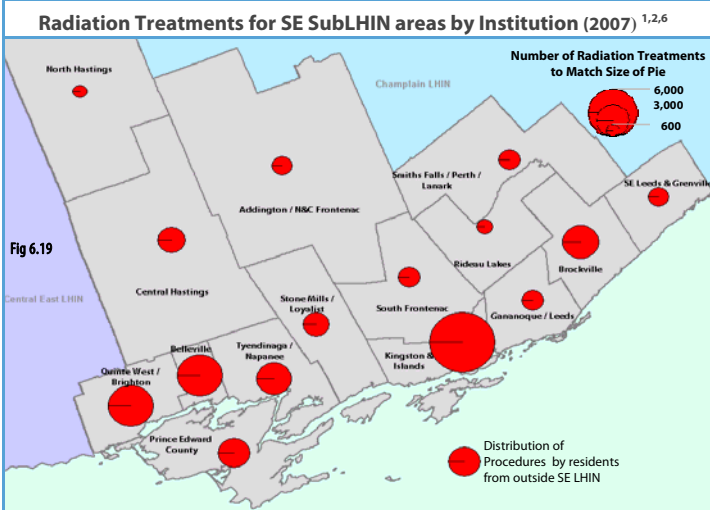 Radiation Treatments for SE SubLHIN areas by Institution (2007) 1,2,6
Number of Radiation Treatments
to Match Size of Pie
6,000
3,000
600
North Hastings
Champlain LHIN
Smiths Falls / Perth /
Lanark
SE Leeds & Grenville
Addington / N&C Frontenac
Fig 6.19
Central East LHIN
Central Hastings
Rideau Lakes
Brockville
Stone Mills /
Loyalist
South Frontenac
Gananoque / Leeds
Kingston &
Islands
Tyendinaga /
Napanee
Belleville
Quinte West /
Brighton
Prince Edward
County
Distribution of
Procedures by residents
from outside SE LHIN